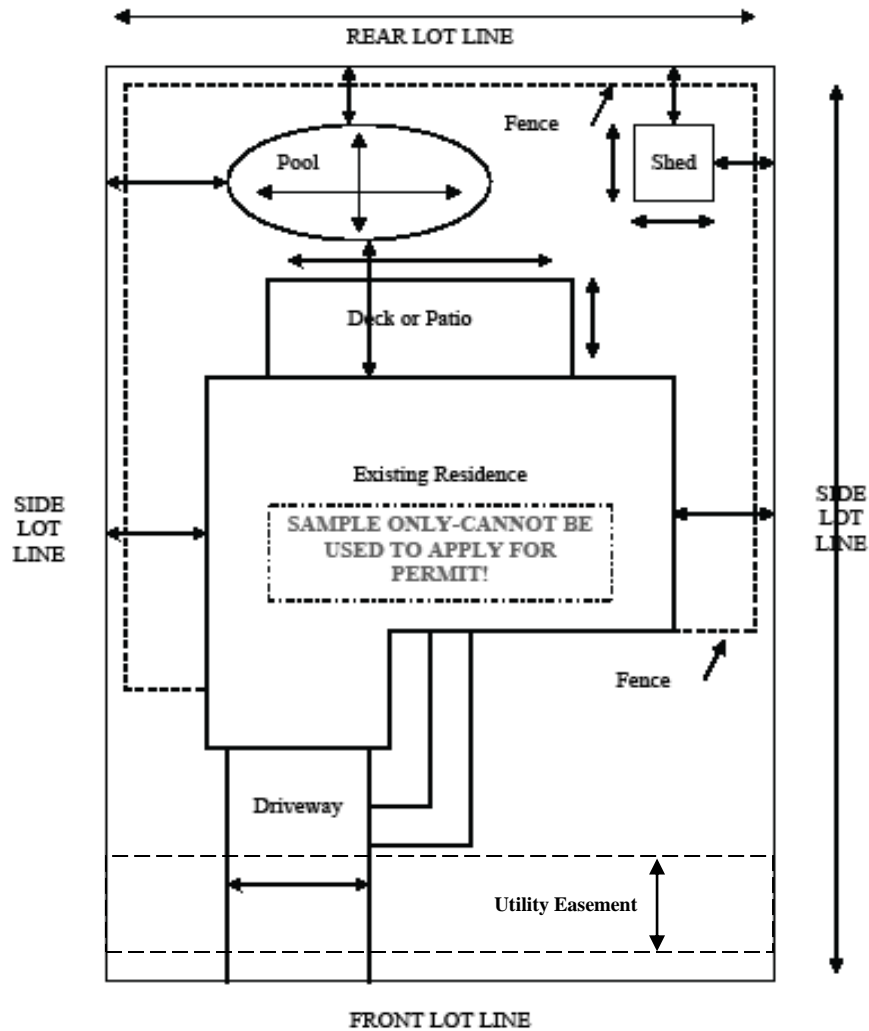 REAR LOT LINE
Fence
Pool
Shed
Deck or Patio
Existing Residence
SIDE
LOT
LINE
SAMPLE ONLY-CANNOT BE
USED TO APPLY FOR
PERMIT!
SIDE
LOT
LINE
Fence
Driveway
Utility Easement
FRONT LOT LINE